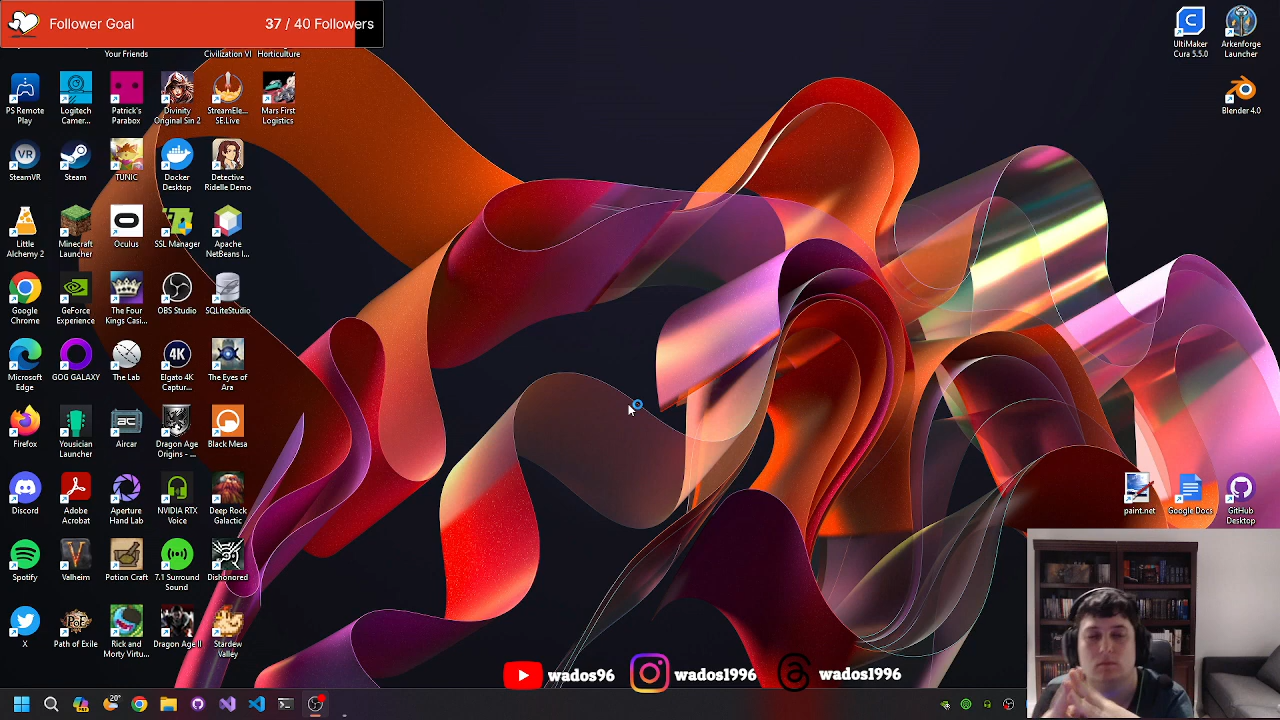 Follower Goal
37 / 40 Followers
Your Friends
Civilization VI
Horticulture
PS Remote
Play
Logitech
Camer...
Patrick's
Parabox
Divinity
Original Sin 2
StreamEle...
SE.Live
Mars First
Logistics
SteamVR
Steam
TUNIC
Docker
Desktop
Detective
Ridelle Demo
Little
Alchemy 2
Minecraft
Launcher
Oculus
SSL Manager
Apache
NetBeans I...
Google
Chrome
GeForce
Experience
The Four
Kings Casi...
OBS Studio
SQLiteStudio
Microsoft
Edge
GOG GALAXY
The Lab
4K
Elgato 4K
Captur...
The Eyes of
Ara
Firefox
Yousician
Launcher
Aircar
Dragon Age
Origins - ...
Black Mesa
Discord
Adobe
Acrobat
Aperture
Hand Lab
NVIDIA RTX
Voice
Deep Rock
Galactic
Spotify
Valheim
Potion Craft
7.1 Surround
Sound
Dishonored
X
Path of Exile
Rick and
Morty Virtu...
Dragon Age II
Stardew
Valley
UltiMaker
Cura 5.5.0
Arkenforge
Launcher
Blender 4.0
paint.net
Google Docs
GitHub
Desktop
wados96
wados1996
wados1996
20°